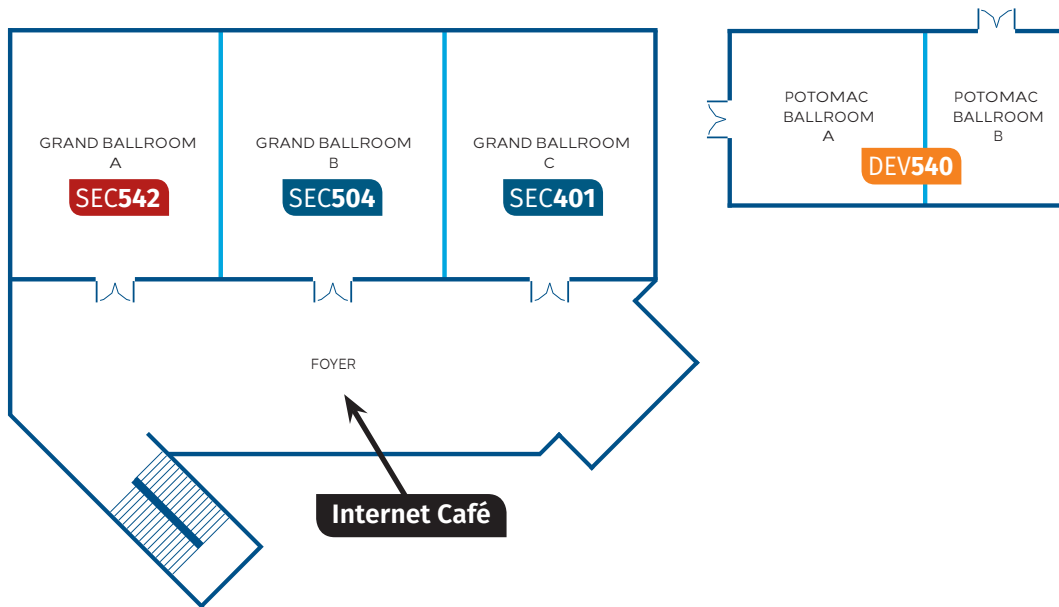 GRAND BALLROOM
A
SEC542
GRAND BALLROOM
B
SEC504
GRAND BALLROOM
C
SEC401
POTOMAC
BALLROOM
A
POTOMAC
BALLROOM
B
DEV540
FOYER
Internet Café